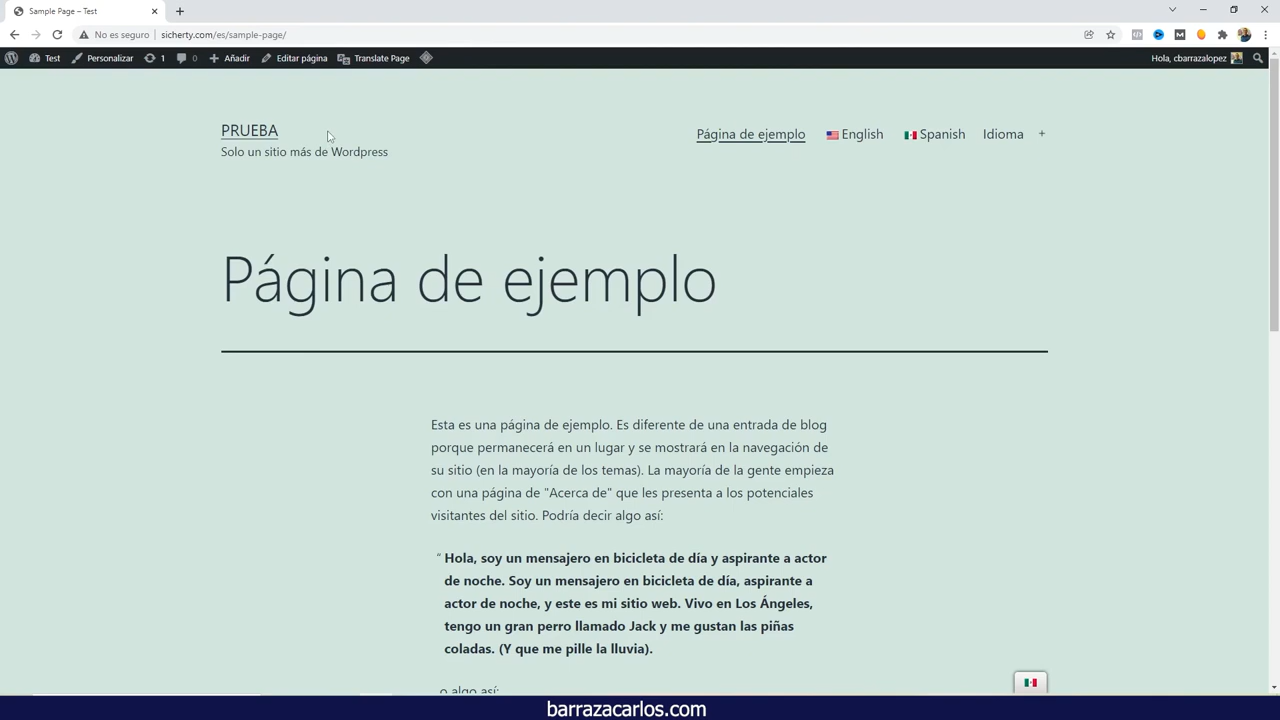 Sample Page – Test
No es seguro
sicherty.com/es/sample-page/
Test
Personalizar
1
0
Añadir
Editar página
Translate Page
Hola, cbarrazalopez
PRUEBA
Solo un sitio más de Wordpress
Página de ejemplo
English
Spanish
Idioma
+
Página de ejemplo
Esta es una página de ejemplo. Es diferente de una entrada de blog
porque permanecerá en un lugar y se mostrará en la navegación de
su sitio (en la mayoría de los temas). La mayoría de la gente empieza
con una página de "Acerca de" que les presenta a los potenciales
visitantes del sitio. Podría decir algo así:
“ Hola, soy un mensajero en bicicleta de día y aspirante a actor
de noche. Soy un mensajero en bicicleta de día, aspirante a
actor de noche, y este es mi sitio web. Vivo en Los Ángeles,
tengo un gran perro llamado Jack y me gustan las piñas
coladas. (Y que me pille la lluvia).
o algo así:
barrazacarlos.com